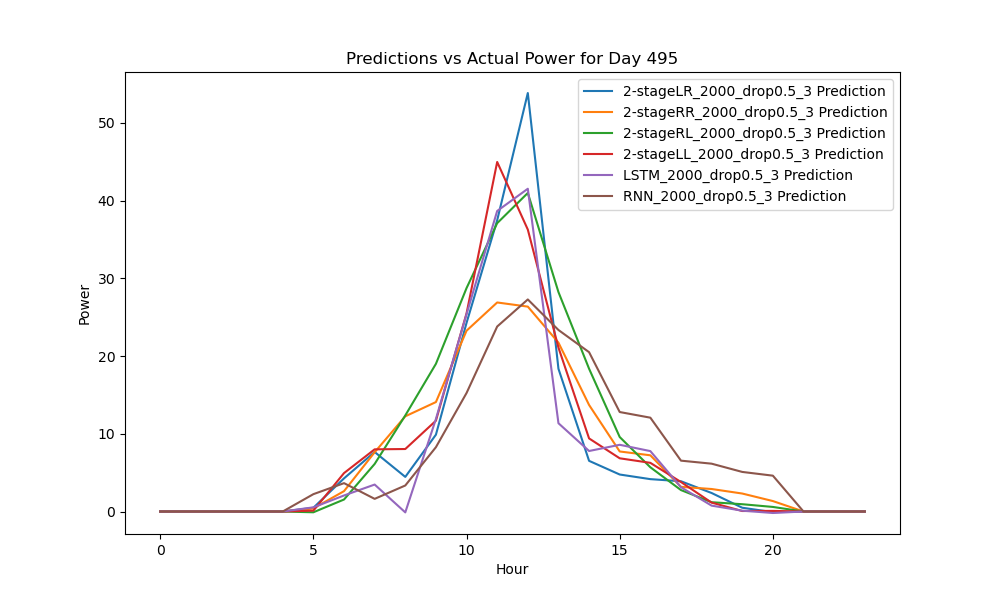 Predictions vs Actual Power for Day 495
2-stageLR_2000_drop0.5_3 Prediction
2-stageRR_2000_drop0.5_3 Prediction
2-stageRL_2000_drop0.5_3 Prediction
2-stageLL_2000_drop0.5_3 Prediction
LSTM_2000_drop0.5_3 Prediction
RNN_2000_drop0.5_3 Prediction
Power
50
40
30
20
10
0
0 5 10 15 20
Hour